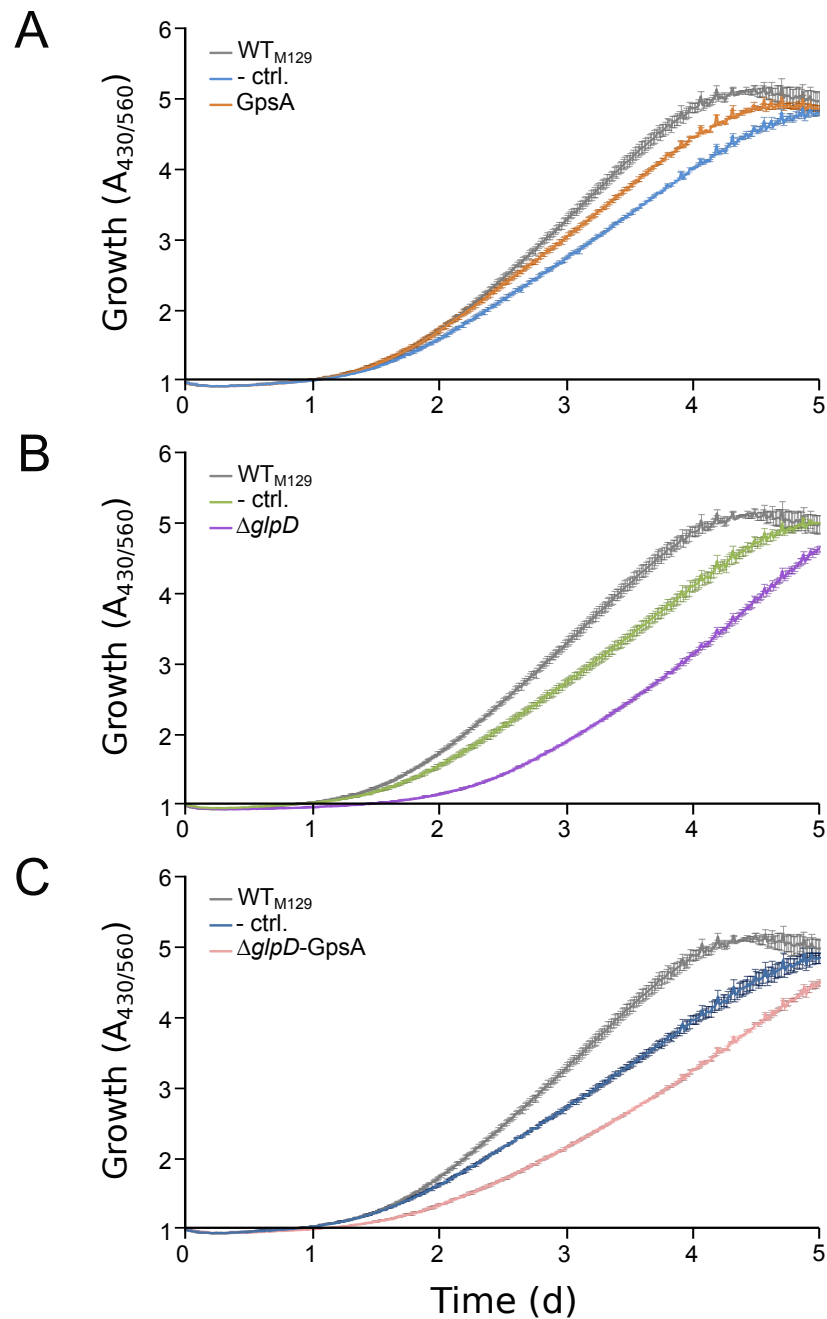 A
Growth (A430/560)
6
5
4
3
2
1
WTM129
- ctrl.
GpsA
0 1 2 3 4 5
B
Growth (A430/560)
6
5
4
3
2
1
WTM129
- ctrl.
ΔglpD
0 1 2 3 4 5
C
Growth (A430/560)
6
5
4
3
2
1
WTM129
- ctrl.
ΔglpD-GpsA
0 1 2 3 4 5
Time (d)